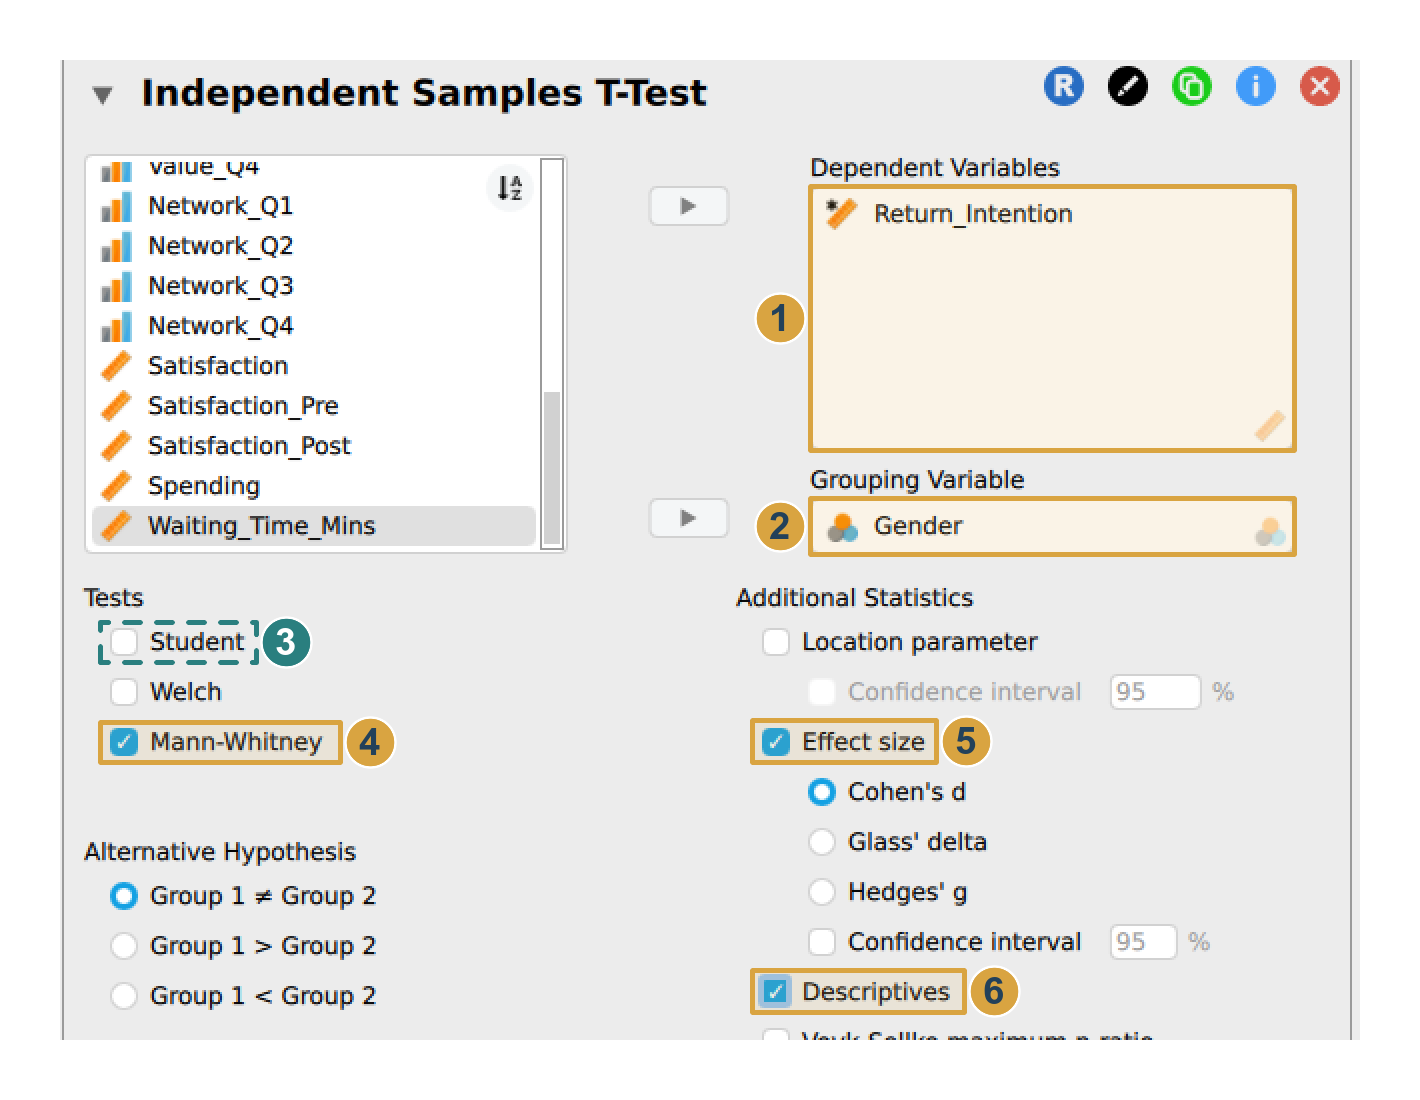 Independent Samples T-Test
R
i
Value_Q4
A
Z
Network_Q1
Network_Q2
Network_Q3
Network_Q4
Satisfaction
Satisfaction_Pre
Satisfaction_Post
Spending
Waiting_Time_Mins
Dependent Variables
Return_Intention
1
Grouping Variable
2
Gender
Tests
Student
3
Welch
Mann-Whitney
4
Alternative Hypothesis
Group 1 ≠ Group 2
Group 1 > Group 2
Group 1 < Group 2
Additional Statistics
Location parameter
Confidence interval 95 %
Effect size
5
Cohen's d
Glass' delta
Hedges' g
Confidence interval 95 %
Descriptives
6